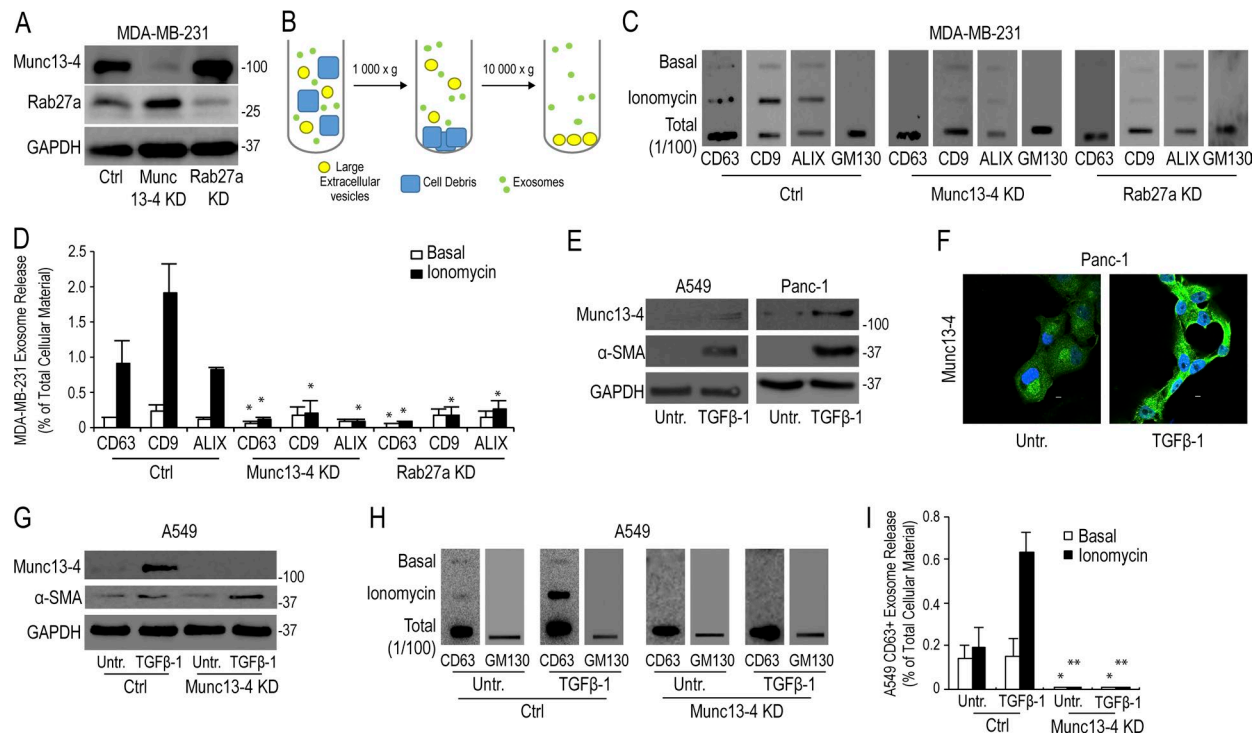 A
MDA-MB-231
Munc13-4
-100
Rab27a
-25
GAPDH
-37
Ctrl
Munc
13-4 KD
Rab27a
KD
B
1 000 x g
10 000 x g
Large
Extracellular
vesicles
Cell Debris
Exosomes
C
MDA-MB-231
Basal
Ionomycin
Total
(1/100)
CD63 CD9 ALIX GM130 CD63 CD9 ALIX GM130 CD63 CD9 ALIX GM130
Ctrl Munc13-4 KD Rab27a KD
D
MDA-MB-231 Exosome Release
(% of Total Cellular Material)
2.5
2.0
1.5
1.0
0.5
0
Basal
Ionomycin
* * * * * * * *
CD63 CD9 ALIX CD63 CD9 ALIX CD63 CD9 ALIX
Ctrl Munc13-4 KD Rab27a KD
E
A549 Panc-1
Munc13-4
-100
α-SMA
-37
GAPDH
-37
Untr. TGFβ-1 Untr. TGFβ-1
F
Panc-1
Munc13-4
Untr. TGFβ-1
G
A549
Munc13-4
-100
α-SMA
-37
GAPDH
-37
Untr. TGFβ-1 Untr. TGFβ-1
Ctrl Munc13-4 KD
H
A549
Basal
Ionomycin
Total
(1/100)
CD63 GM130 CD63 GM130 CD63 GM130 CD63 GM130
Untr. TGFβ-1 Untr. TGFβ-1
Ctrl Munc13-4 KD
I
A549 CD63+ Exosome Release
(% of Total Cellular Material)
0.8
0.6
0.4
0.2
0
Basal
Ionomycin
* ** * **
Untr. TGFβ-1 Untr. TGFβ-1
Ctrl Munc13-4 KD